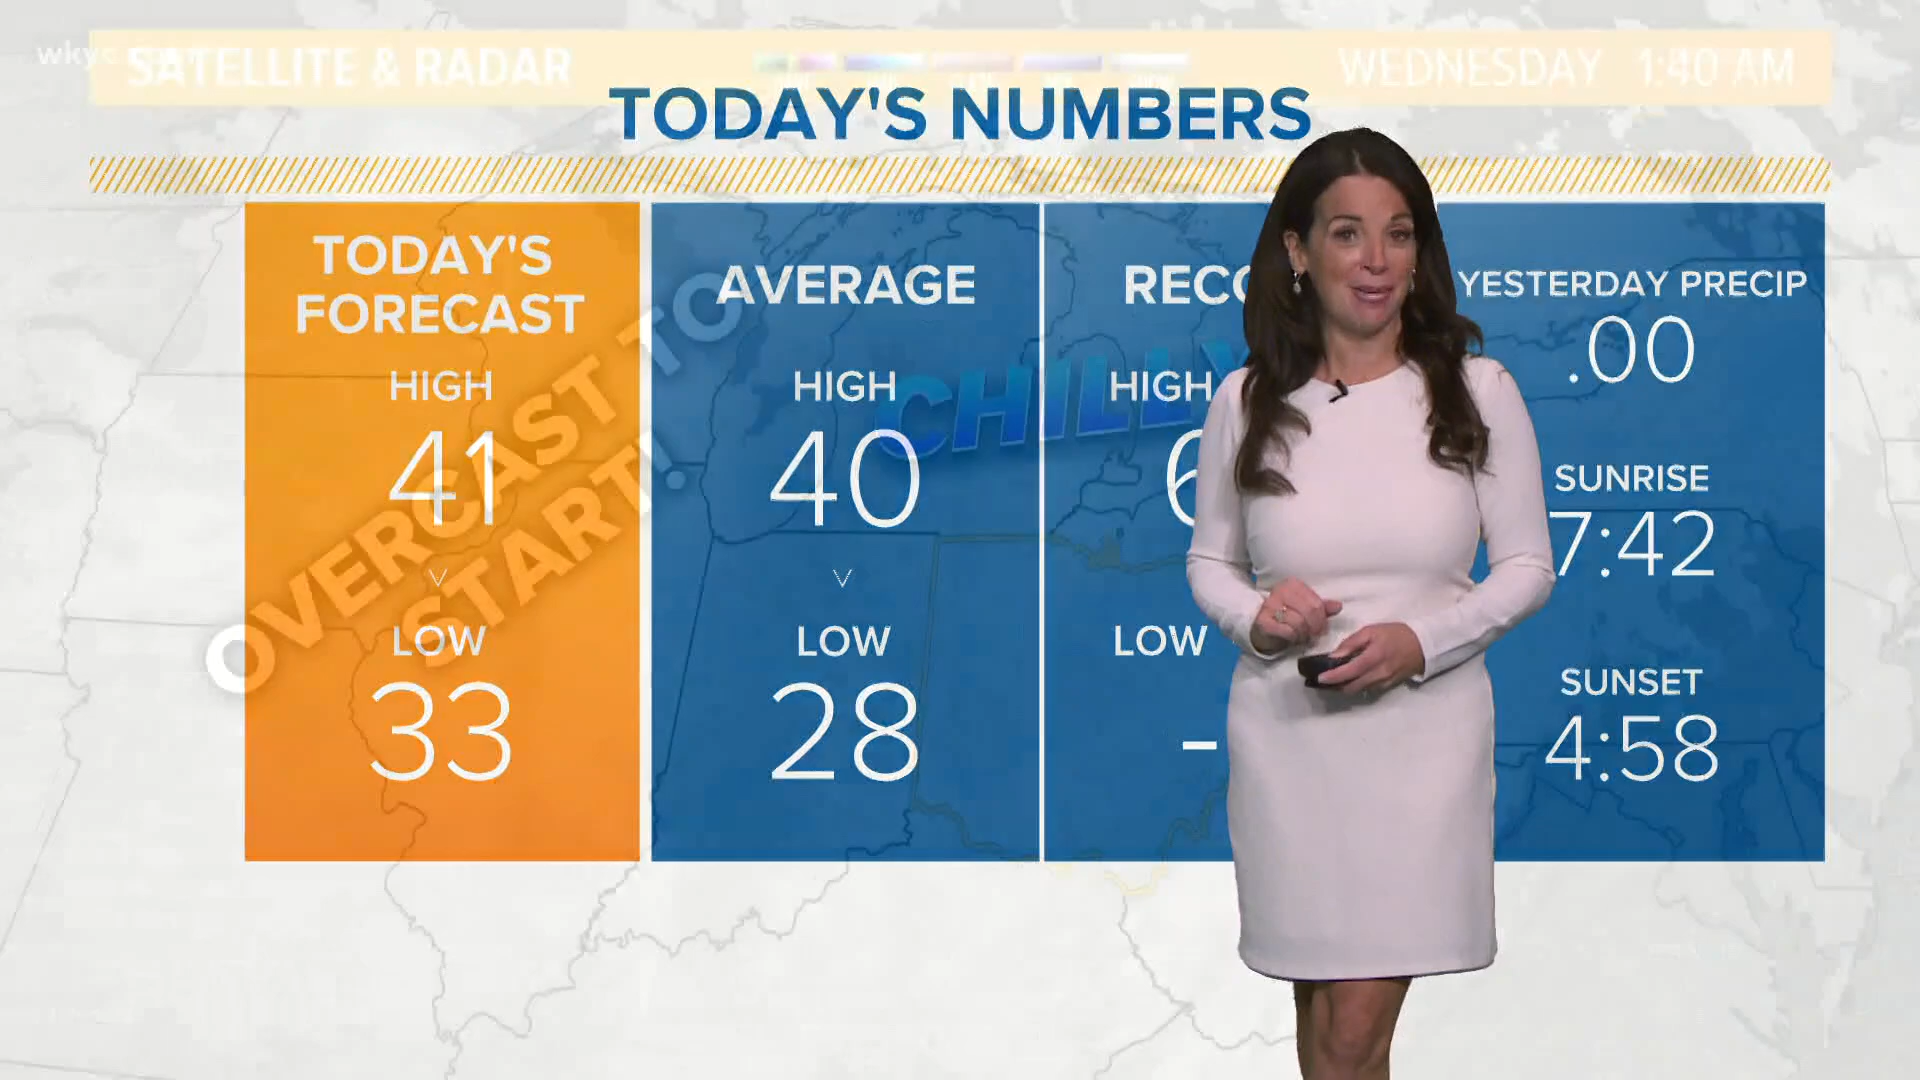 SATELLITE & RADAR
WEDNESDAY 1:40 AM
TODAY'S NUMBERS
TODAY'S
FORECAST
HIGH
41
LOW
33
OVERCAST TO
START!
AVERAGE
HIGH
40
LOW
28
CHILLY
HIGH
LOW
YESTERDAY PRECIP
.00
SUNRISE
7:42
SUNSET
4:58